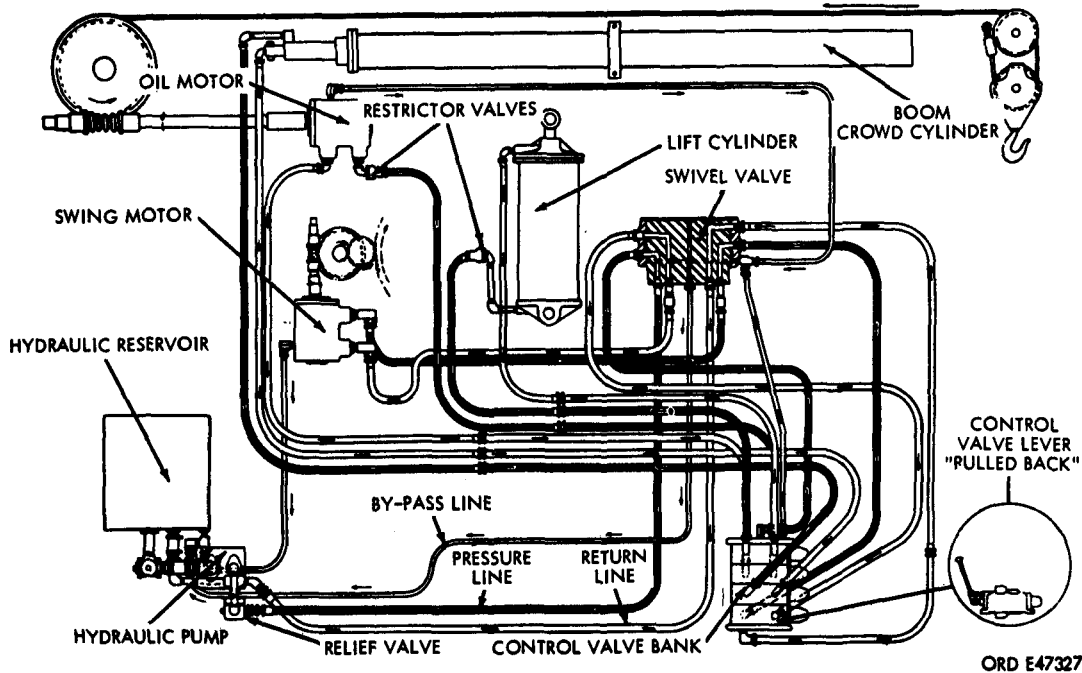 OIL MOTOR
RESTRICTOR VALVES
BOOM
CROWD CYLINDER
LIFT CYLINDER
SWIVEL VALVE
SWING MOTOR
HYDRAULIC RESERVOIR
CONTROL
VALVE LEVER
"PULLED BACK"
BY-PASS LINE
PRESSURE
LINE
RETURN
LINE
HYDRAULIC PUMP
RELIEF VALVE
CONTROL VALVE BANK
ORD E47327